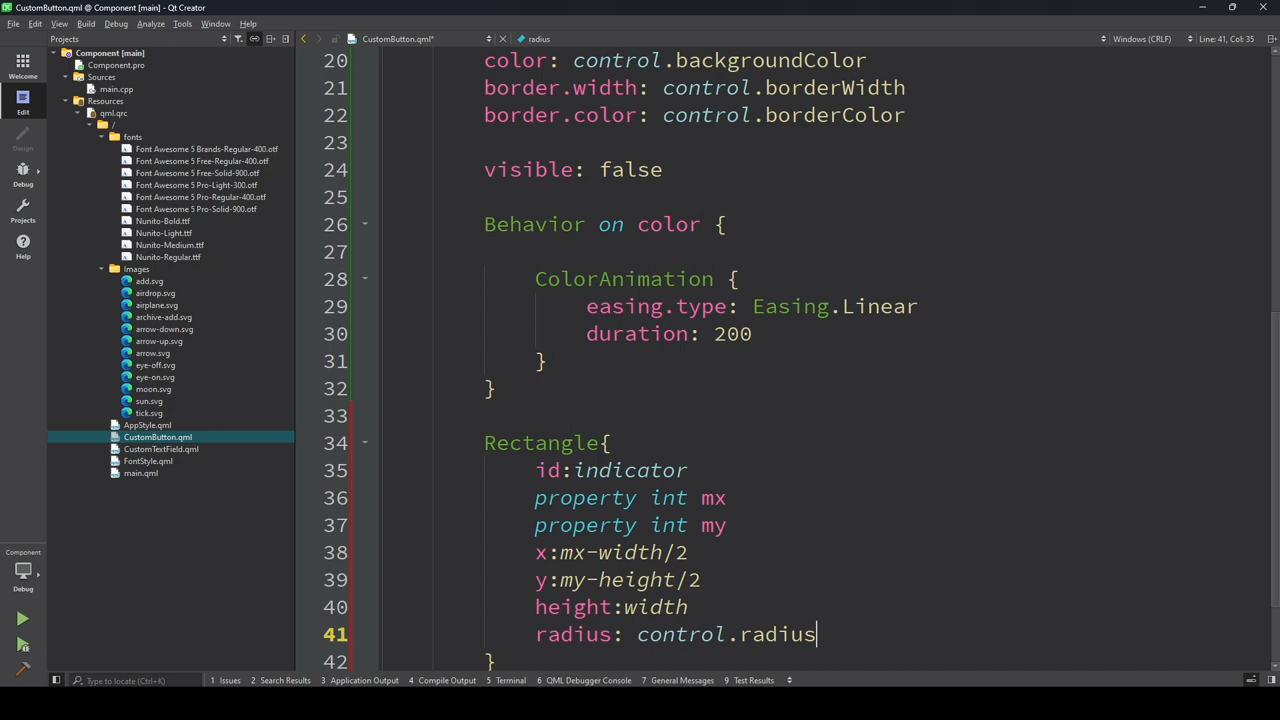 CustomButton.qml @ Component [main] - Qt Creator
File Edit View Build Debug Analyze Tools Window Help
Projects
CustomButton.qml*
radius
Windows (CRLF)
Line: 41, Col: 35
Welcome
Edit
Design
Debug
Projects
Help
Component
Debug
Component [main]
Component.pro
Sources
main.cpp
Resources
qml.qrc
/
fonts
Font Awesome 5 Brands-Regular-400.otf
Font Awesome 5 Free-Regular-400.otf
Font Awesome 5 Free-Solid-900.otf
Font Awesome 5 Pro-Light-300.otf
Font Awesome 5 Pro-Regular-400.otf
Font Awesome 5 Pro-Solid-900.otf
Nunito-Bold.ttf
Nunito-Light.ttf
Nunito-Medium.ttf
Nunito-Regular.ttf
Images
add.svg
airdrop.svg
airplane.svg
archive-add.svg
arrow-down.svg
arrow-up.svg
arrow.svg
eye-off.svg
eye-on.svg
moon.svg
sun.svg
tick.svg
AppStyle.qml
CustomButton.qml
CustomTextField.qml
FontStyle.qml
main.qml
20 color: control.backgroundColor
21 border.width: control.borderWidth
22 border.color: control.borderColor
23
24 visible: false
25
26 Behavior on color {
27
28 ColorAnimation {
29 easing.type: Easing.Linear
30 duration: 200
31 }
32 }
33
34 Rectangle{
35 id:indicator
36 property int mx
37 property int my
38 x:mx-width/2
39 y:my-height/2
40 height:width
41 radius: control.radius
42 }
Type to locate (Ctrl+K)
1 Issues 2 Search Results 3 Application Output 4 Compile Output 5 Terminal 6 QML Debugger Console 7 General Messages 9 Test Results